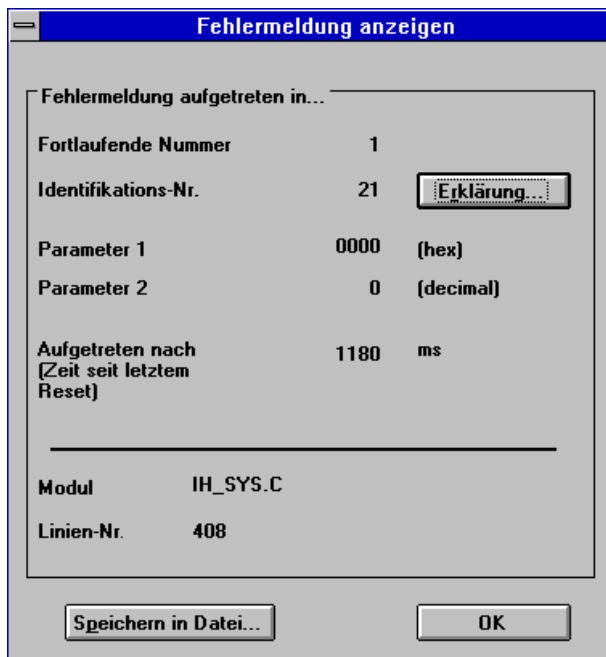 Fehlermeldung anzeigen
Fehlermeldung aufgetreten in...
Fortlaufende Nummer 1
Identifikations-Nr. 21 Erklärung...
Parameter 1 0000 (hex)
Parameter 2 0 (decimal)
Aufgetreten nach 1180 ms
(Zeit seit letztem
Reset)
Modul IH_SYS.C
Linien-Nr. 408
Speichern in Datei... OK